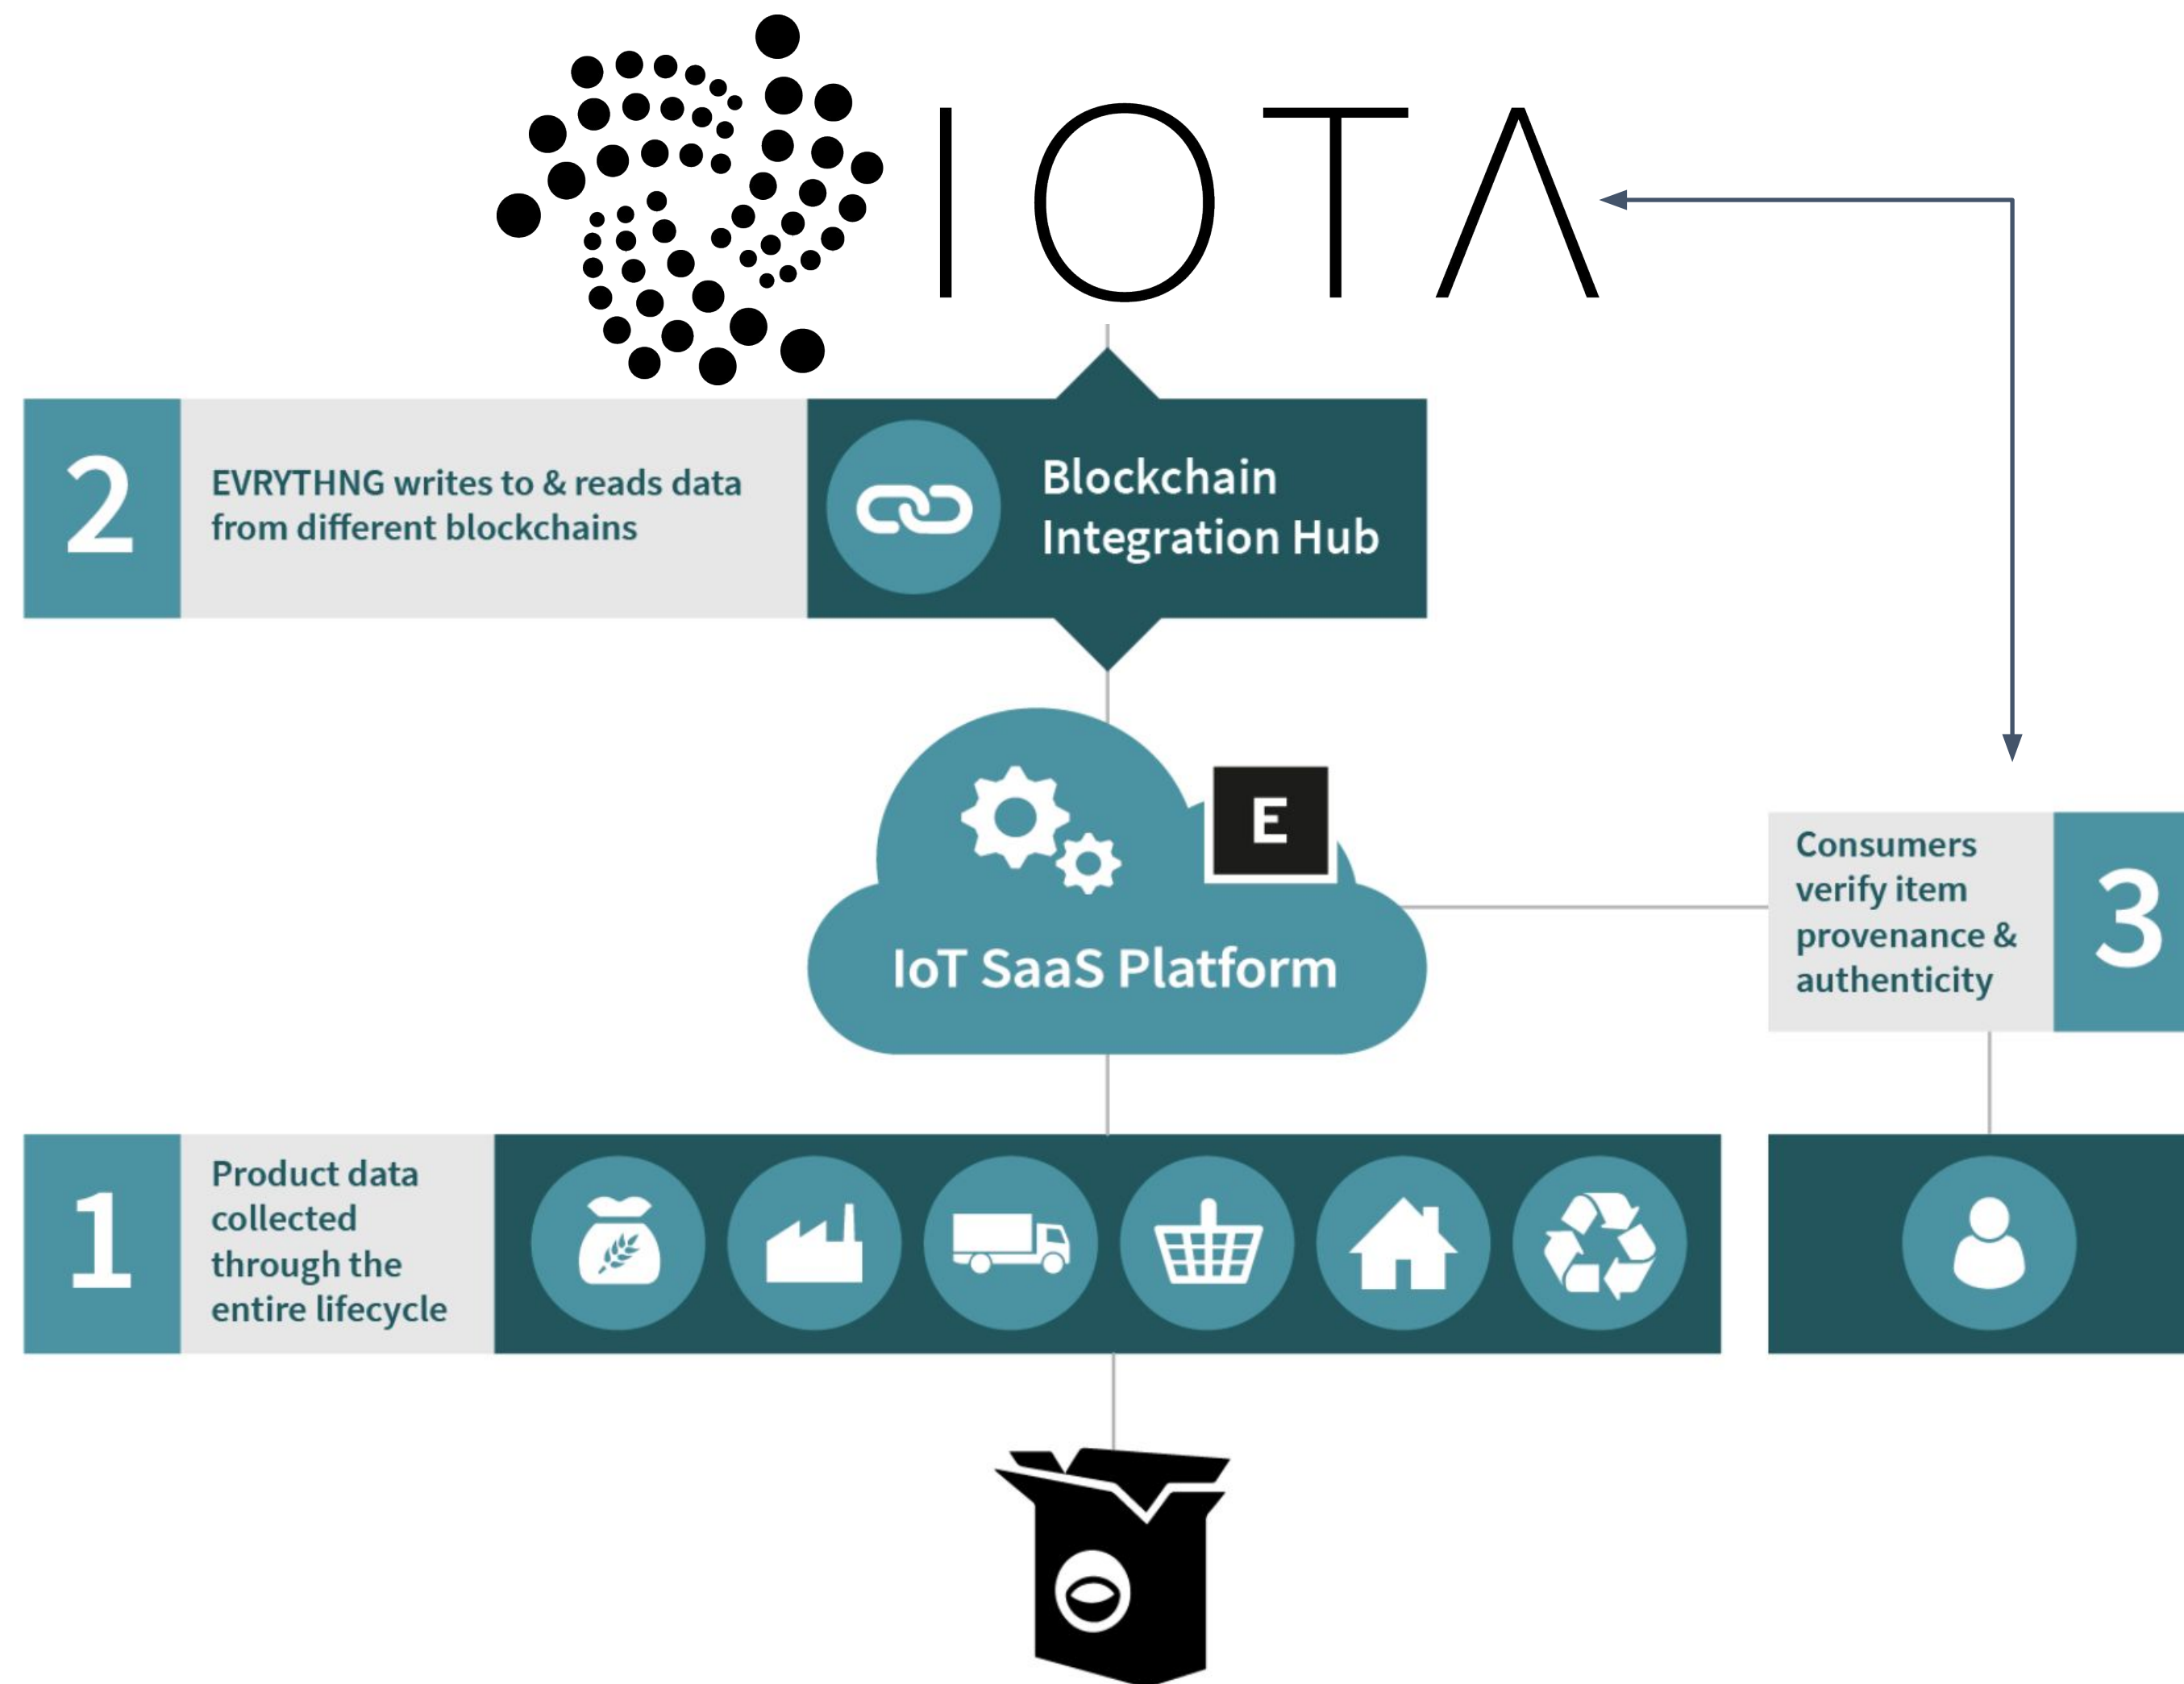 IOTΛ
2
EVRYTHNG writes to & reads data
from different blockchains
Blockchain
Integration Hub
E
IoT SaaS Platform
Consumers
verify item
provenance &
authenticity
3
1
Product data
collected
through the
entire lifecycle